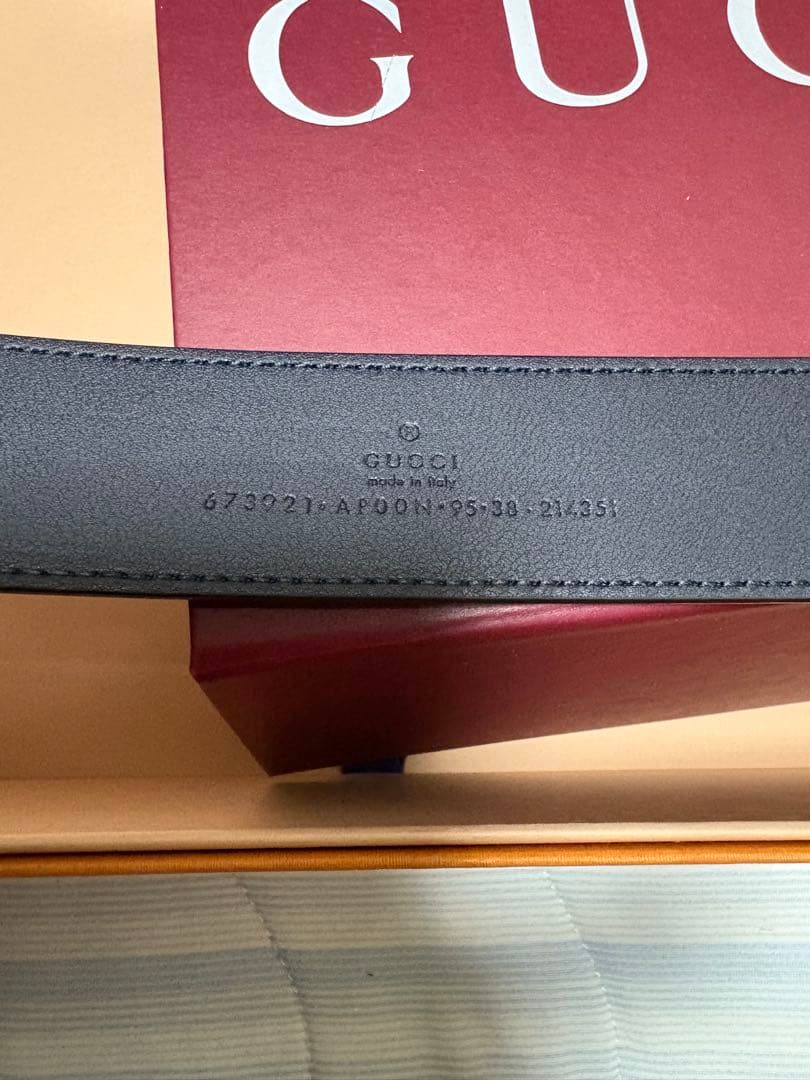 GUC
®
GUCCI
made in italy
673921·AP00N·95·38·214351